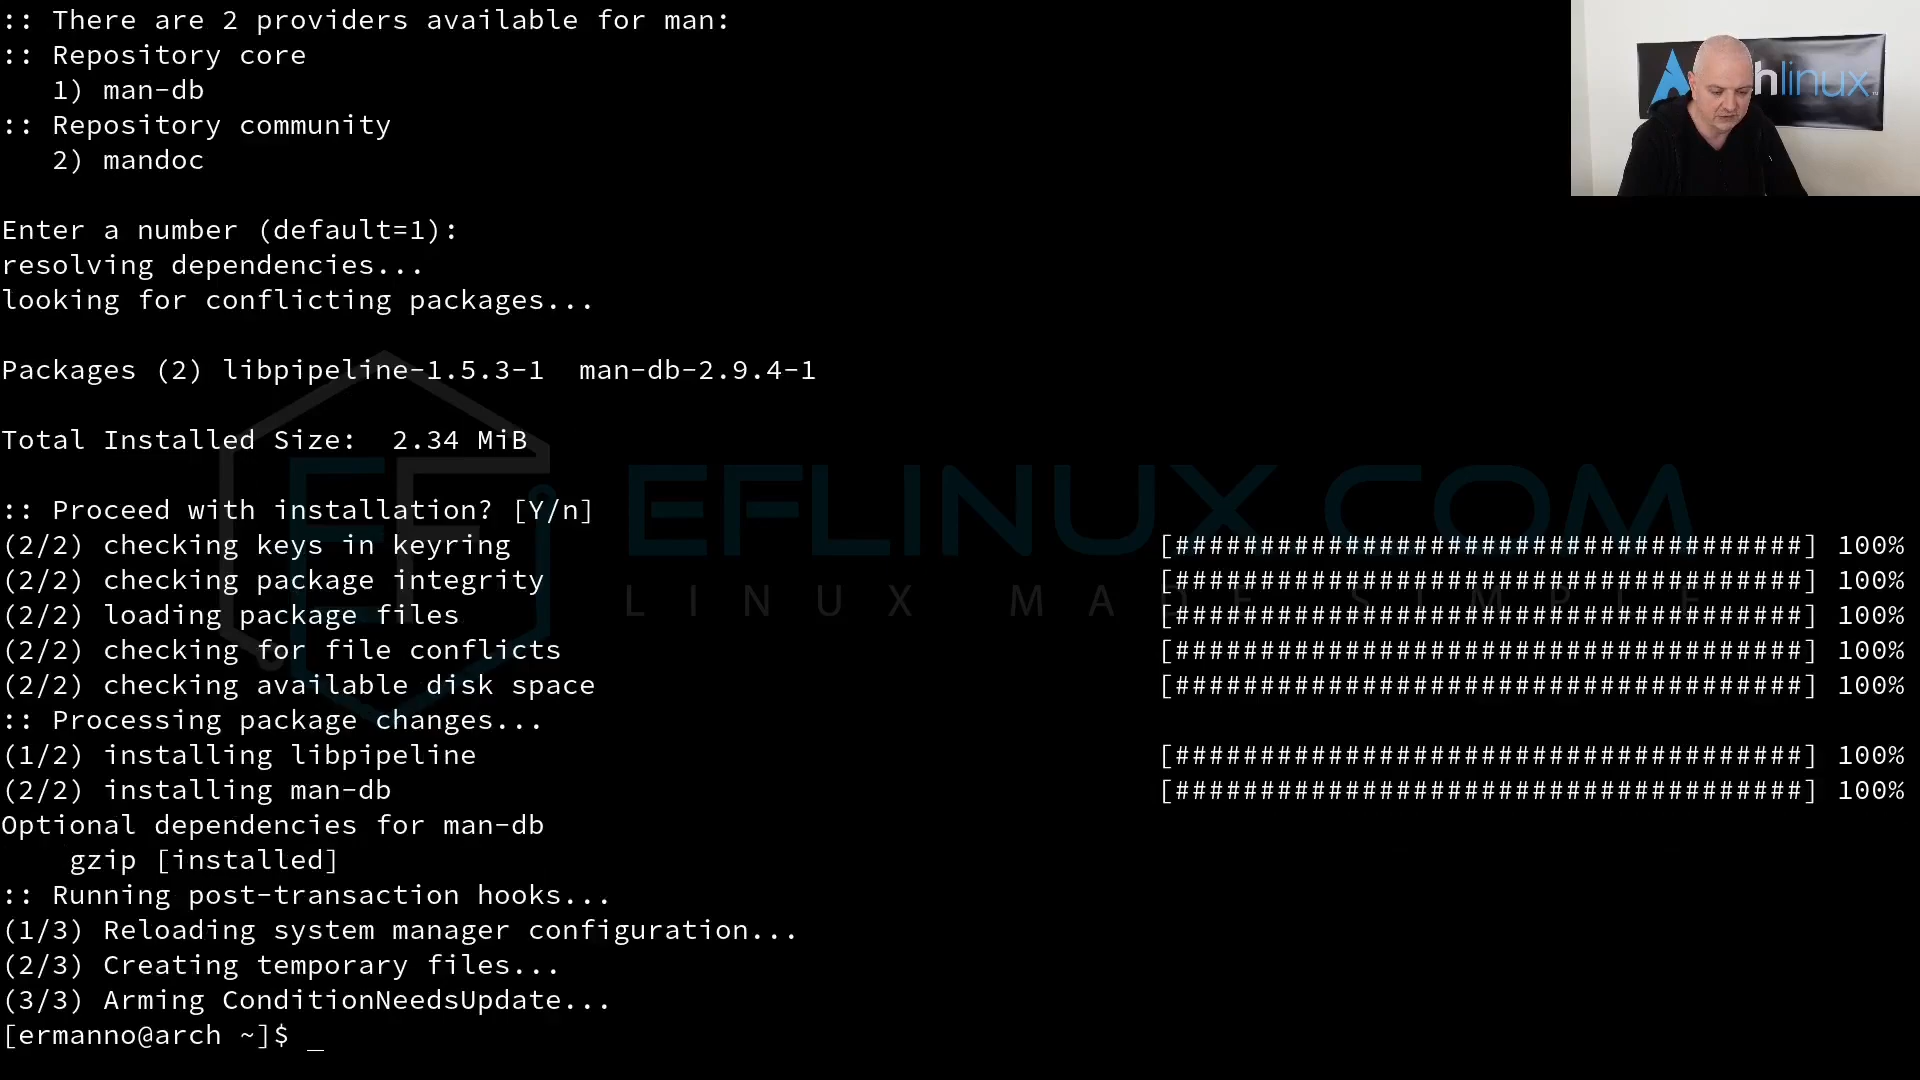 :: There are 2 providers available for man:
:: Repository core
   1) man-db
:: Repository community
   2) mandoc
Enter a number (default=1):
resolving dependencies...
looking for conflicting packages...
Packages (2) libpipeline-1.5.3-1  man-db-2.9.4-1
Total Installed Size:  2.34 MiB
:: Proceed with installation? [Y/n]
(2/2) checking keys in keyring [#####################################] 100%
(2/2) checking package integrity [#####################################] 100%
(2/2) loading package files [#####################################] 100%
(2/2) checking for file conflicts [#####################################] 100%
(2/2) checking available disk space [#####################################] 100%
:: Processing package changes...
(1/2) installing libpipeline [#####################################] 100%
(2/2) installing man-db [#####################################] 100%
Optional dependencies for man-db
    gzip [installed]
:: Running post-transaction hooks...
(1/3) Reloading system manager configuration...
(2/3) Creating temporary files...
(3/3) Arming ConditionNeedsUpdate...
[ermanno@arch ~]$ _
EF
EFLINUX.COM
LINUX MADE SIMPLE
hlinux